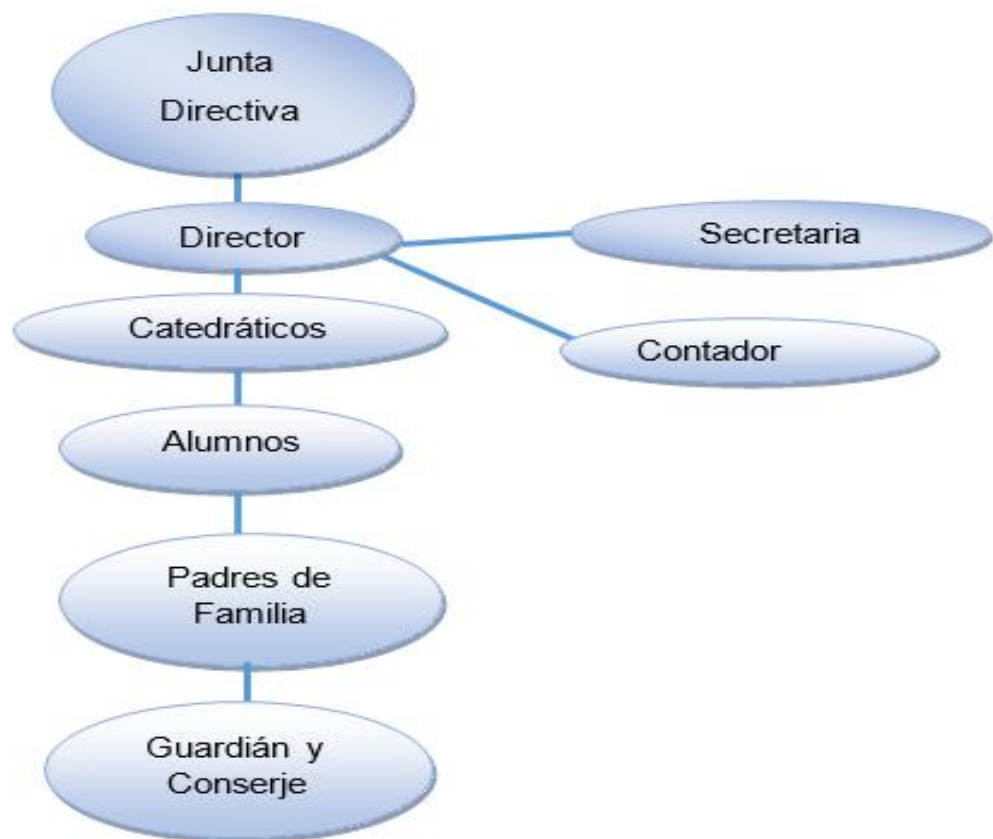 Junta
Directiva
Director
Secretaria
Catedráticos
Contador
Alumnos
Padres de
Familia
Guardián y
Conserje